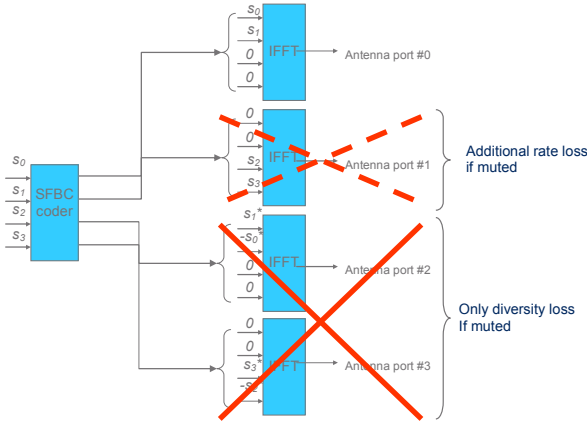 s0
s1
0
0
IFFT
Antenna port #0
0
0
s2
s3
IFFT
Antenna port #1
Additional rate loss
if muted
s0
s1
s2
s3
SFBC
coder
s1*
-s0*
0
0
IFFT
Antenna port #2
Only diversity loss
If muted
0
0
s3*
-s2*
IFFT
Antenna port #3